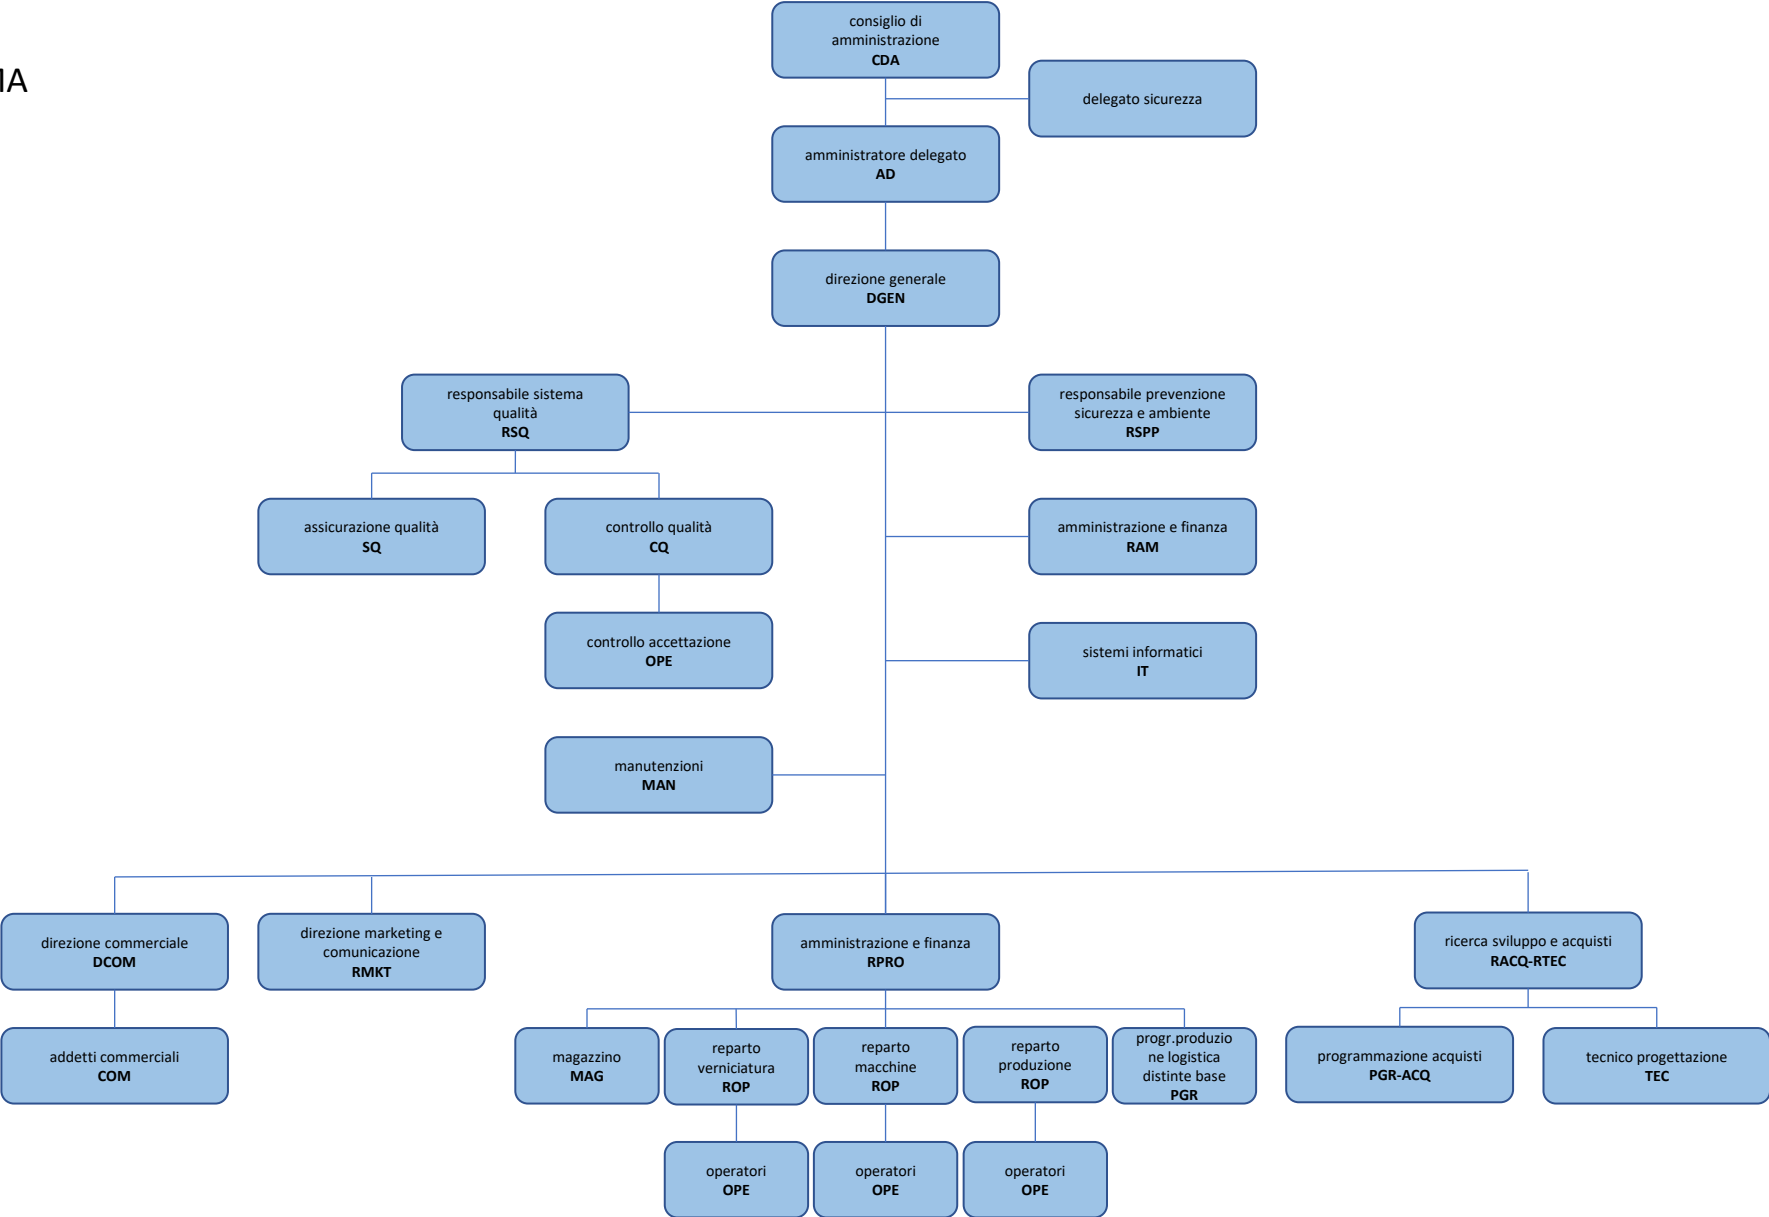 consiglio di
amministrazione
CDA
MA
delegato sicurezza
amministratore delegato
AD
direzione generale
DGEN
responsabile sistema
qualità
RSQ
responsabile prevenzione
sicurezza e ambiente
RSPP
assicurazione qualità
SQ
controllo qualità
CQ
amministrazione e finanza
RAM
controllo accettazione
OPE
sistemi informatici
IT
manutenzioni
MAN
direzione commerciale
DCOM
direzione marketing e
comunicazione
RMKT
amministrazione e finanza
RPRO
ricerca sviluppo e acquisti
RACQ-RTEC
addetti commerciali
COM
magazzino
MAG
reparto
verniciatura
ROP
reparto
macchine
ROP
reparto
produzione
ROP
progr.produzio
ne logistica
distinte base
PGR
programmazione acquisti
PGR-ACQ
tecnico progettazione
TEC
operatori
OPE
operatori
OPE
operatori
OPE